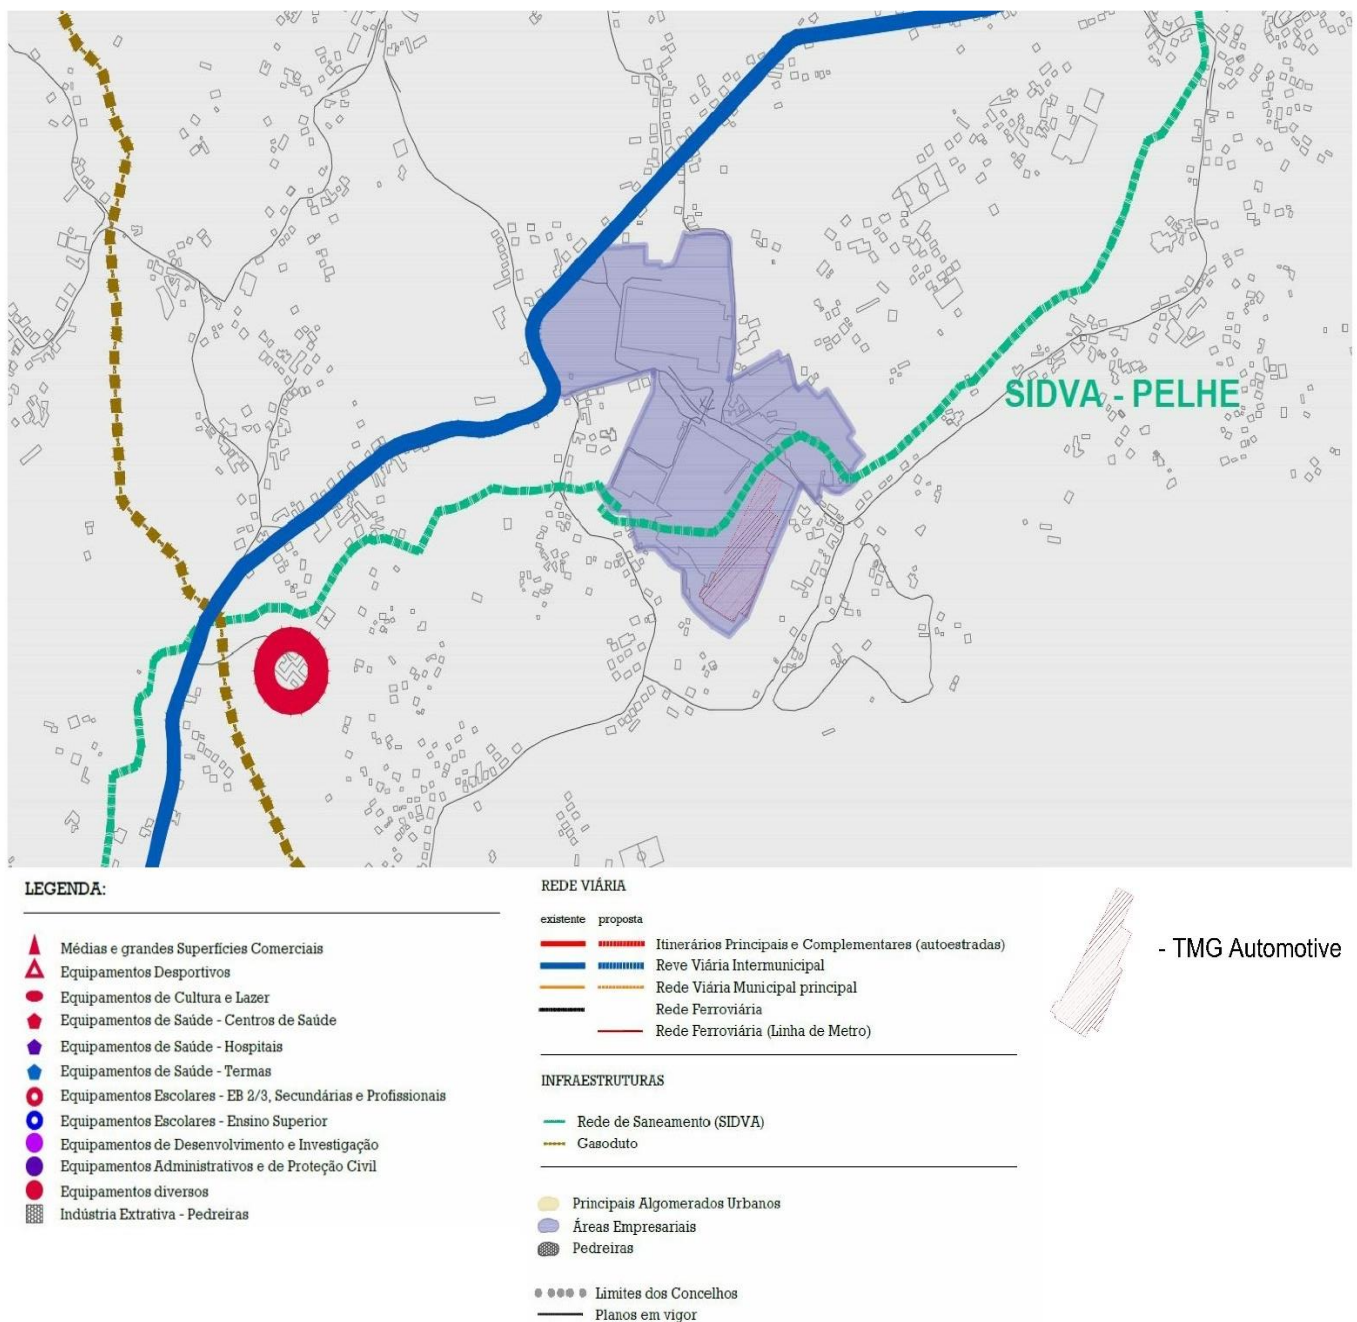 SIDVA - PELHE
LEGENDA:
Médias e grandes Superfícies Comerciais
Equipamentos Desportivos
Equipamentos de Cultura e Lazer
Equipamentos de Saúde - Centros de Saúde
Equipamentos de Saúde - Hospitais
Equipamentos de Saúde - Termas
Equipamentos Escolares - EB 2/3, Secundárias e Profissionais
Equipamentos Escolares - Ensino Superior
Equipamentos de Desenvolvimento e Investigação
Equipamentos Administrativos e de Proteção Civil
Equipamentos diversos
Indústria Extrativa - Pedreiras
REDE VIÁRIA
existente proposta
Itinerários Principais e Complementares (autoestradas)
Reve Viária Intermunicipal
Rede Viária Municipal principal
Rede Ferroviária
Rede Ferroviária (Linha de Metro)
INFRAESTRUTURAS
Rede de Saneamento (SIDVA)
Gasoduto
Principais Algomerados Urbanos
Áreas Empresariais
Pedreiras
Limites dos Concelhos
Planos em vigor
- TMG Automotive